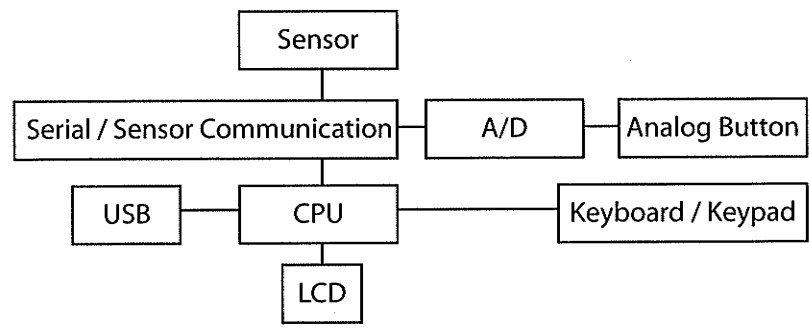 Sensor
Serial / Sensor Communication
A/D
Analog Button
USB
CPU
Keyboard / Keypad
LCD